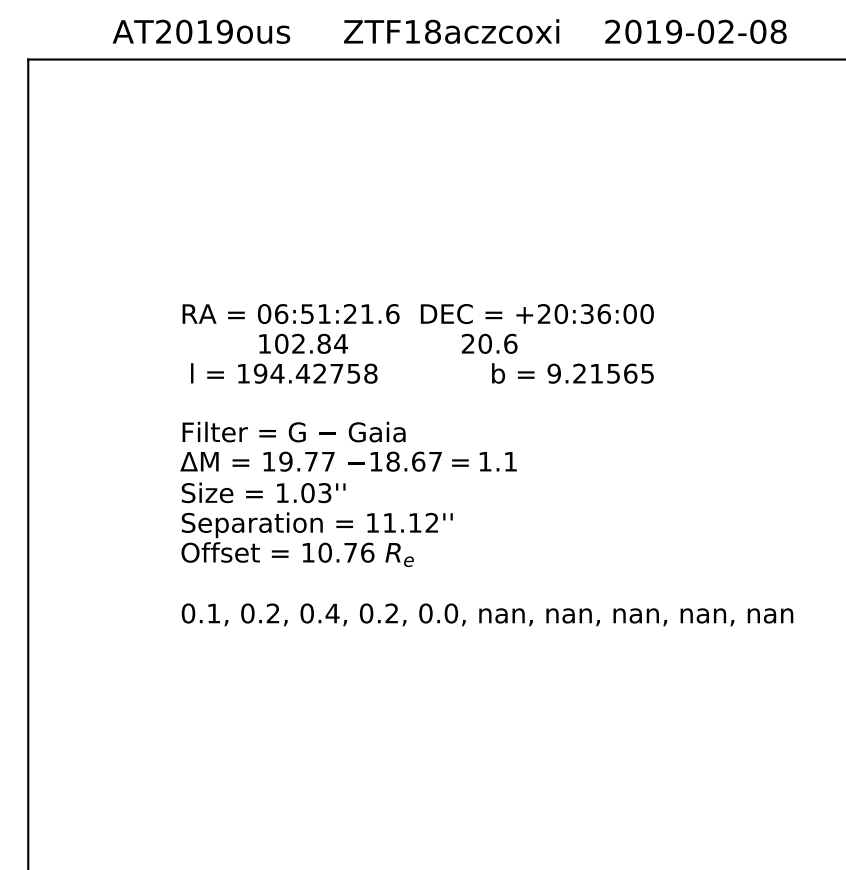 AT2019ous ZTF18aczcoxi 2019-02-08
RA = 06:51:21.6 DEC = +20:36:00
102.84 20.6
l = 194.42758 b = 9.21565
Filter = G − Gaia
ΔM = 19.77 −18.67 = 1.1
Size = 1.03''
Separation = 11.12''
Offset = 10.76 Re
0.1, 0.2, 0.4, 0.2, 0.0, nan, nan, nan, nan, nan